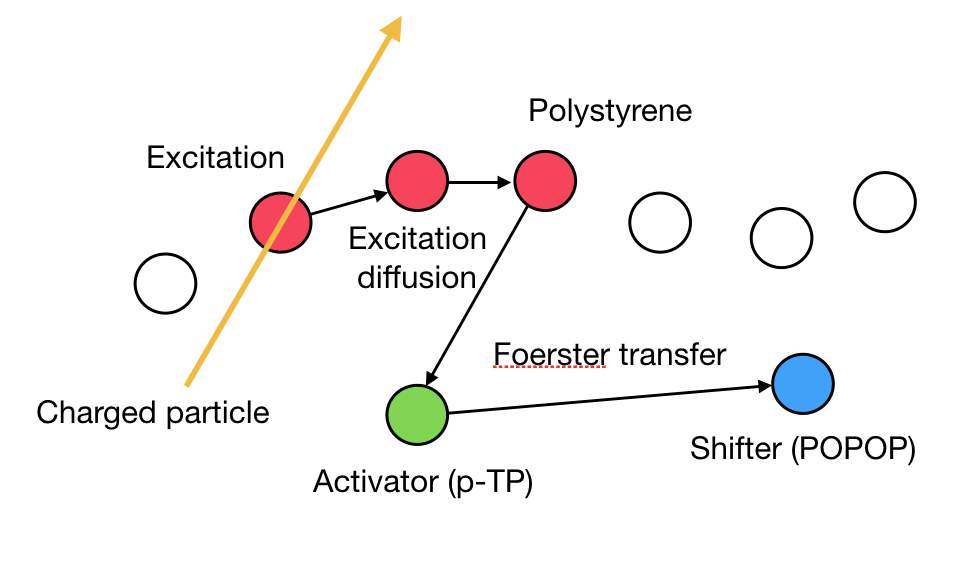 Polystyrene
Excitation
Excitation
diffusion
Foerster transfer
Charged particle
Shifter (POPOP)
Activator (p-TP)